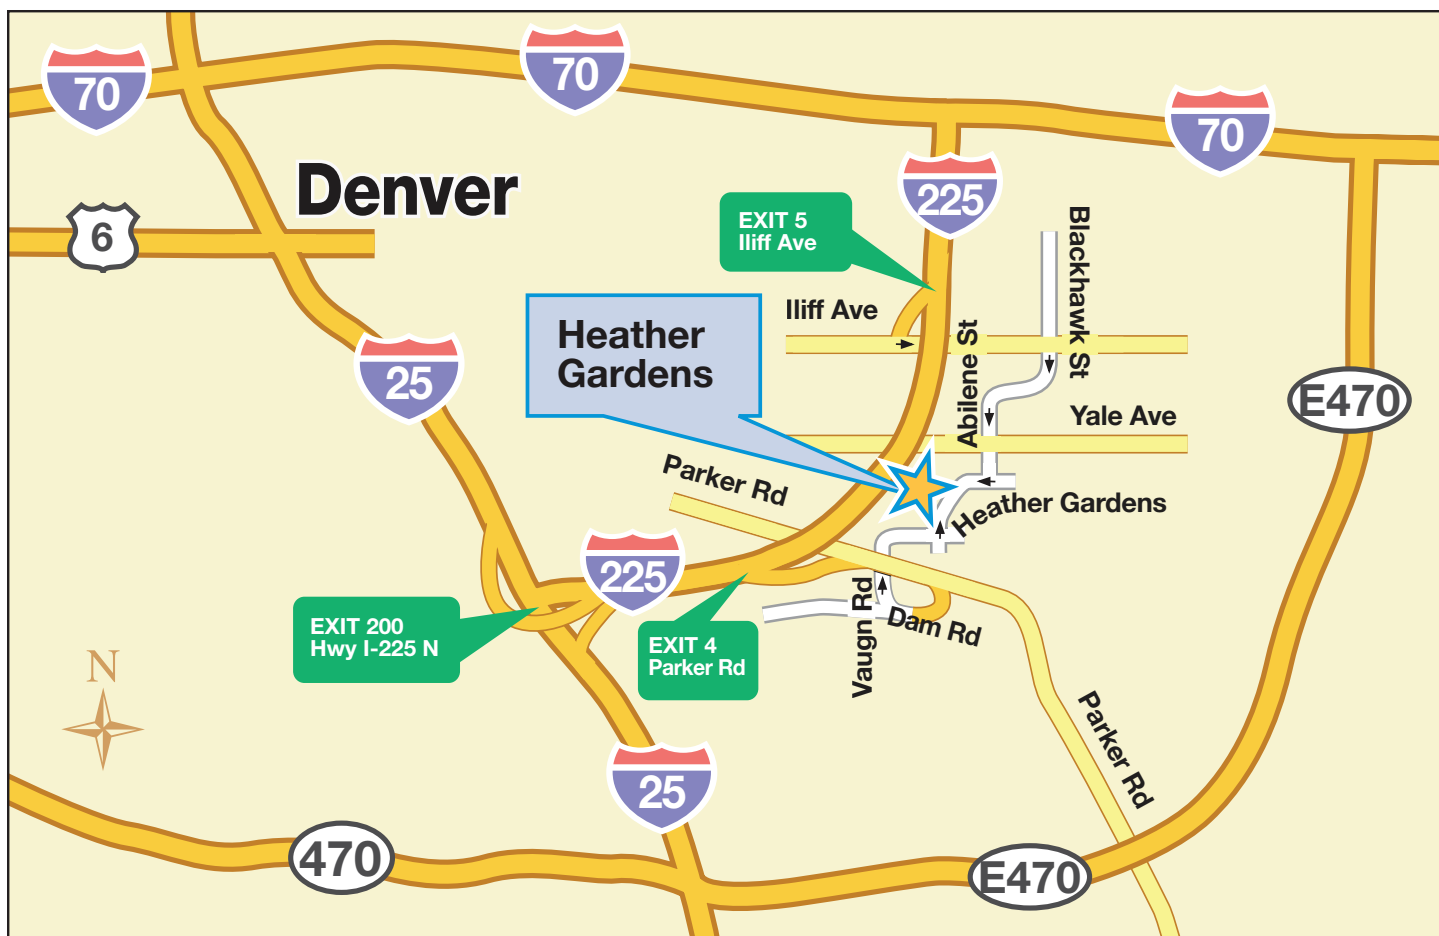 70
70
70
225
Denver
6
EXIT 5
Iliff Ave
Blackhawk St
Iliff Ave
Heather
Gardens
Abilene St
25
E470
Yale Ave
Parker Rd
Heather Gardens
225
EXIT 200
Hwy I-225 N
EXIT 4
Parker Rd
Vaugn Rd
Dam Rd
N
Parker Rd
25
470
E470